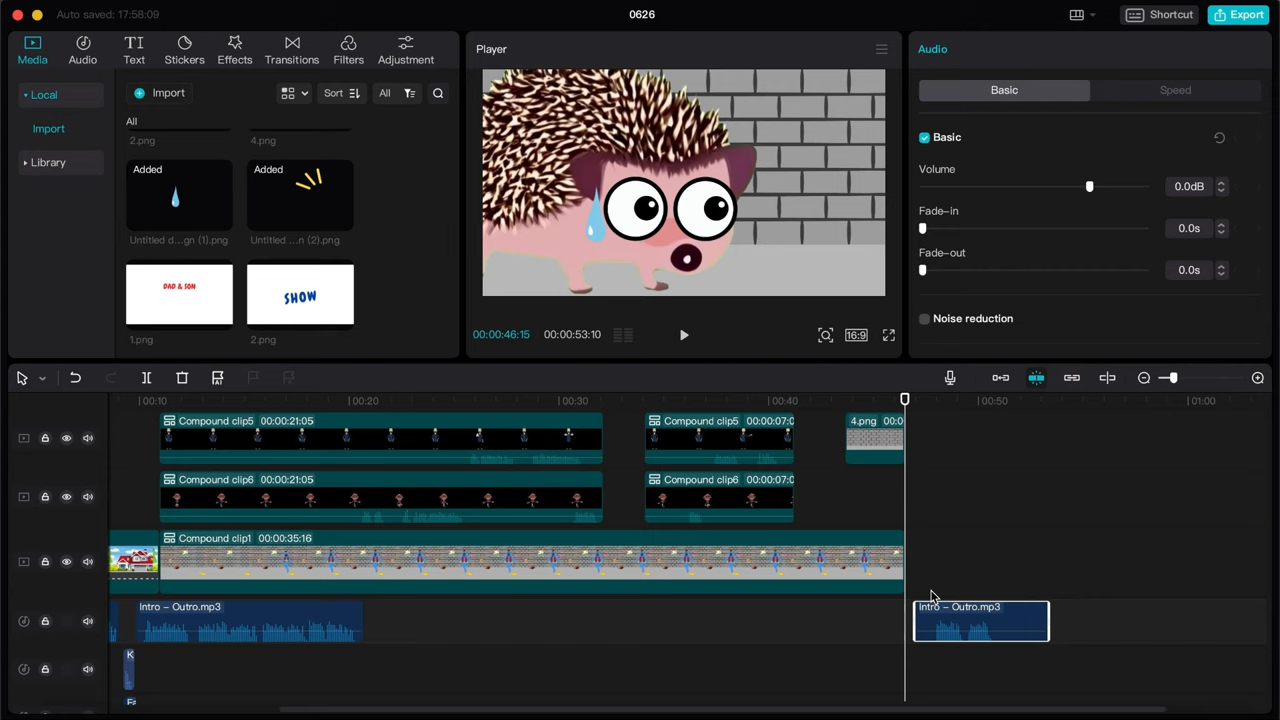 Auto saved: 17:58:09
0626
Shortcut
Export
Media
Audio
Text
Stickers
Effects
Transitions
Filters
Adjustment
Local
Import
Library
Import
Sort
All
All
2.png
4.png
Added
Added
Untitled d...gn (1).png
Untitled ...n (2).png
DAD & SON
SHOW
1.png
2.png
Player
00:00:46:15
00:00:53:10
16:9
Audio
Basic
Speed
Basic
Volume
0.0dB
Fade-in
0.0s
Fade-out
0.0s
Noise reduction
00:10
00:20
00:30
00:40
00:50
01:00
Compound clip5 00:00:21:05
Compound clip5 00:00:07:0
4.png 00:0
Compound clip6 00:00:21:05
Compound clip6 00:00:07:0
Compound clip1 00:00:35:16
Intro – Outro.mp3
Intro – Outro.mp3
K